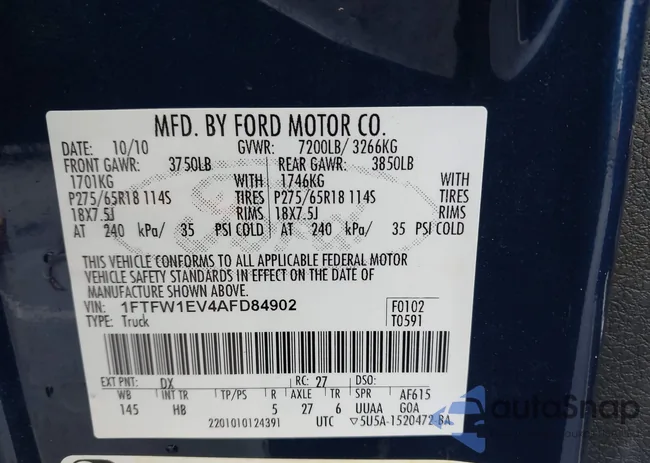 MFD. BY FORD MOTOR CO.
DATE: 10/10 GVWR: 7200LB/ 3266KG
FRONT GAWR: 3750LB REAR GAWR: 3850LB
1701KG WITH 1746KG WITH
P275/65R18 114S TIRES P275/65R18 114S TIRES
18X7.5J RIMS 18X7.5J RIMS
AT 240 kPa/ 35 PSI COLD AT 240 kPa/ 35 PSI COLD
THIS VEHICLE CONFORMS TO ALL APPLICABLE FEDERAL MOTOR
VEHICLE SAFETY STANDARDS IN EFFECT ON THE DATE OF
MANUFACTURE SHOWN ABOVE.
VIN: 1FTFW1EV4AFD84902 F0102
TYPE: Truck T0591
EXT PNT: DX RC: 27 DSO:
WB INT TR TP/PS R AXLE TR SPR AF615
145 HB 5 27 6 UUAA GOA
2201010124391 UTC ▽5U5A-1520472-BA
Ford
autoSnap